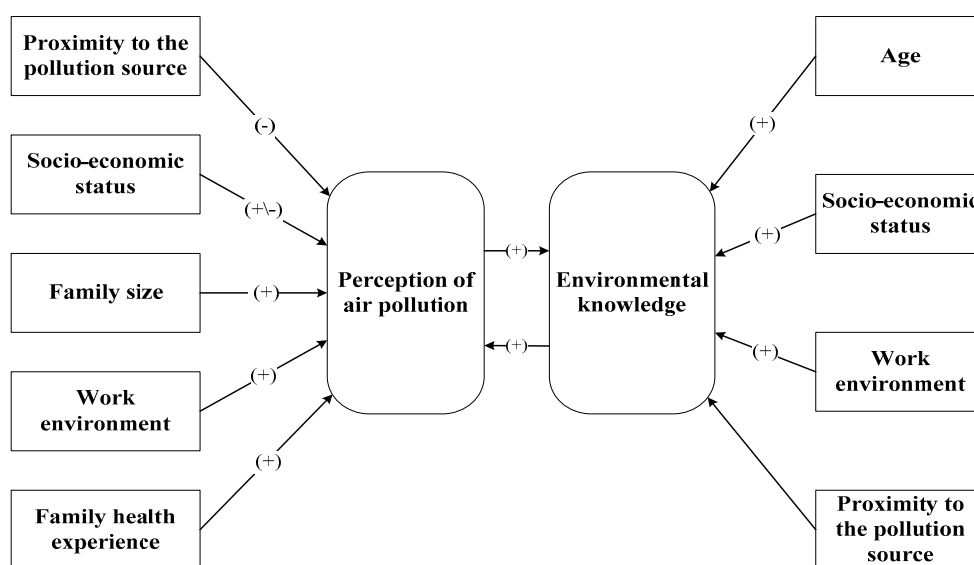 Proximity to the
pollution source
(-)
Socio-economic
status
(+\-)
Family size
(+)
Work
environment
(+)
Family health
experience
(+)
Perception of
air pollution
(+)
(+)
Environmental
knowledge
Age
(+)
Socio-economic
status
(+)
Work
environment
(+)
Proximity to
the pollution
source